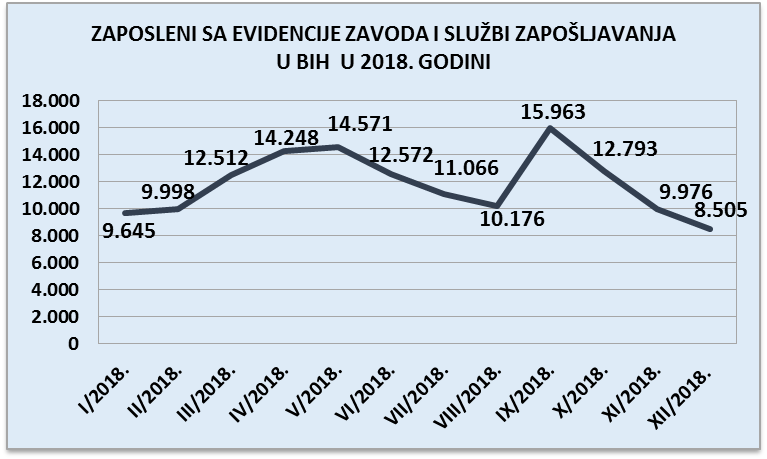 ZAPOSLENI SA EVIDENCIJE ZAVODA I SLUŽBI ZAPOŠLJAVANJA
U BIH U 2018. GODINI
18.000
16.000
14.000
12.000
10.000
8.000
6.000
4.000
2.000
0
9.645
9.998
12.512
14.248
14.571
12.572
11.066
10.176
15.963
12.793
9.976
8.505
I/2018.
II/2018.
III/2018.
IV/2018.
V/2018.
VI/2018.
VII/2018.
VIII/2018.
IX/2018.
X/2018.
XI/2018.
XII/2018.